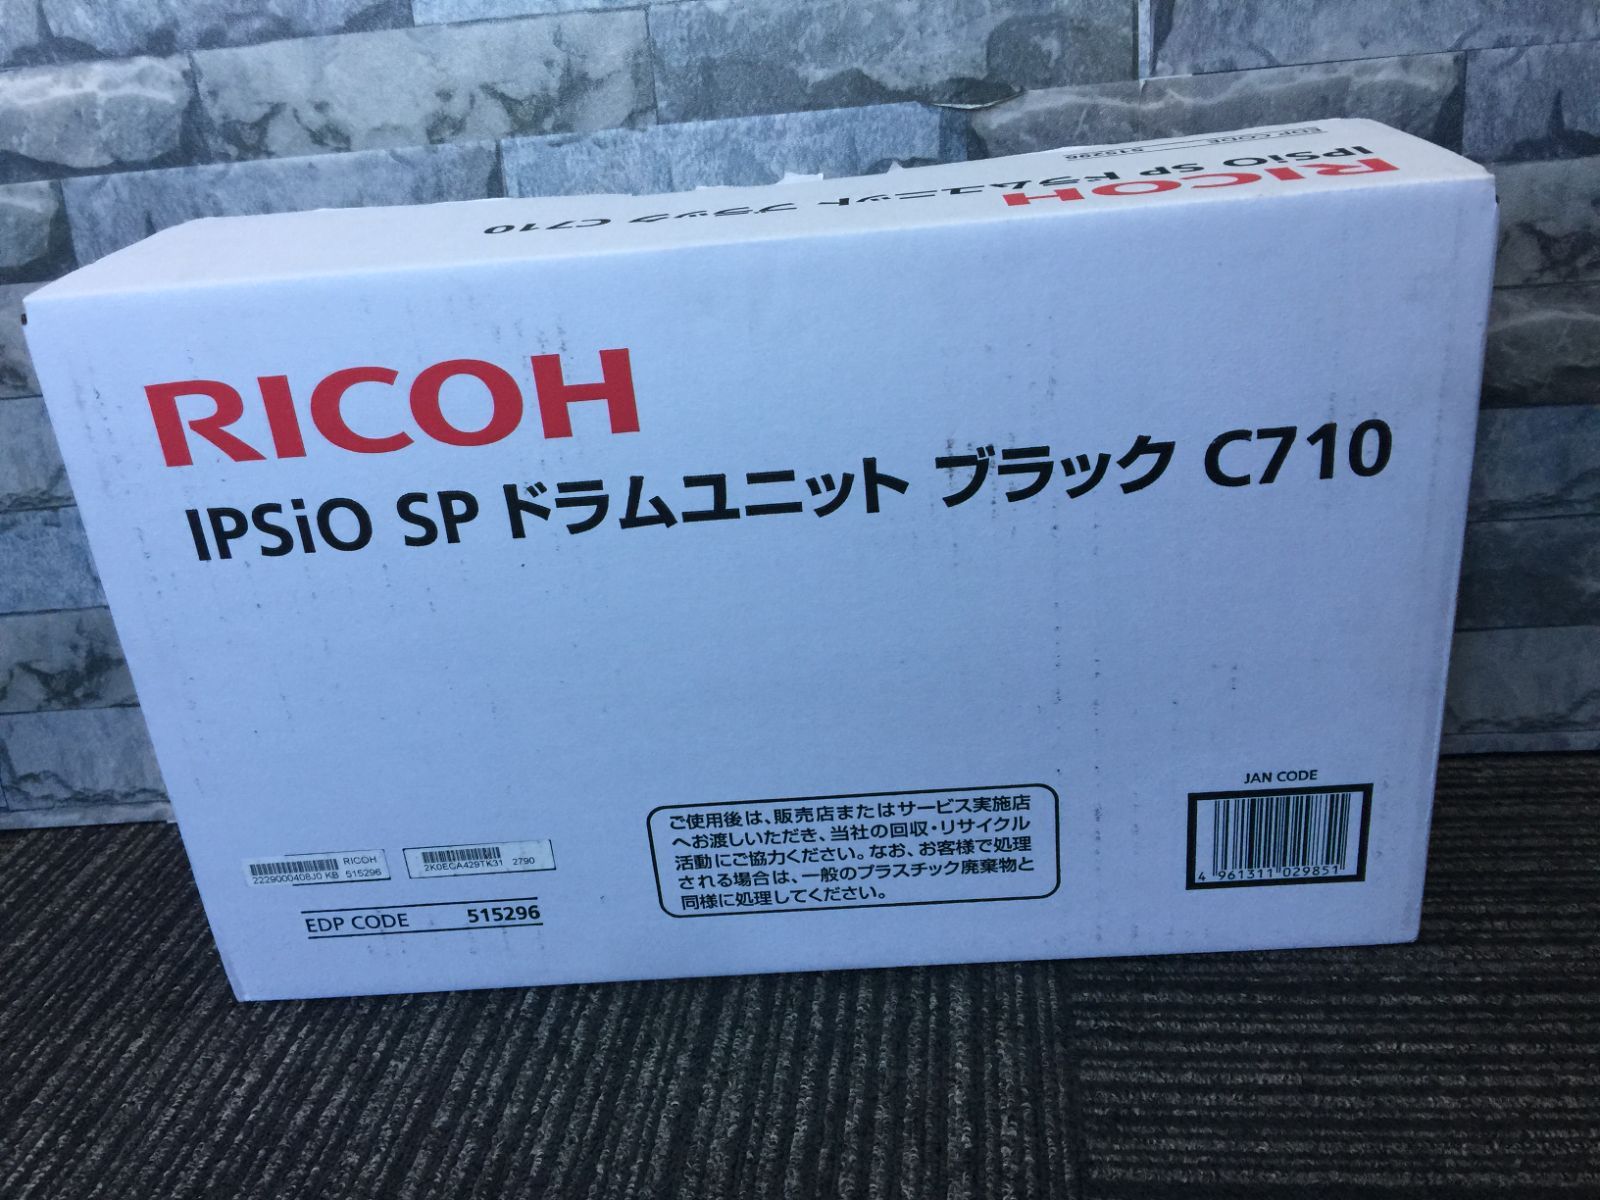 EDP CODE 515296
RICOH
IPSiO SP ドラムユニット ブラック C710
RICOH
IPSiO SP ドラムユニット ブラック C710
JAN CODE
4 961311 029851
ご使用後は、販売店またはサービス実施店
へお渡しいただき、当社の回収・リサイクル
活動にご協力ください。なお、お客様で処理
される場合は、一般のプラスチック廃棄物と
同様に処理してください。
RICOH
2229000408J0 KB 515296
2K0EGA429TK31 2790
EDP CODE 515296